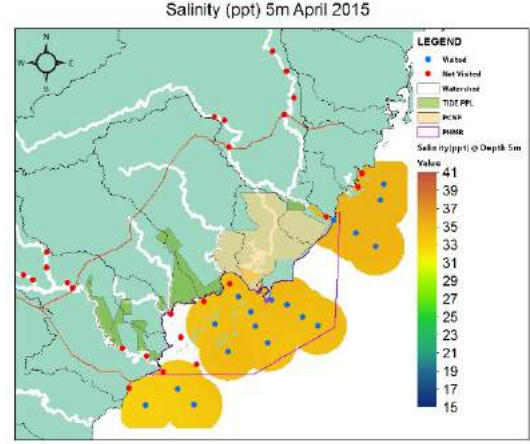 Salinity (ppt) 5m April 2015
N
W E
S
LEGEND
Visited
Not Visited
Watershed
TIDE PPL
PCNP
PHMR
Salinity(ppt) @ Depth 5m
Value
41
39
37
35
33
31
29
27
25
23
21
19
17
15